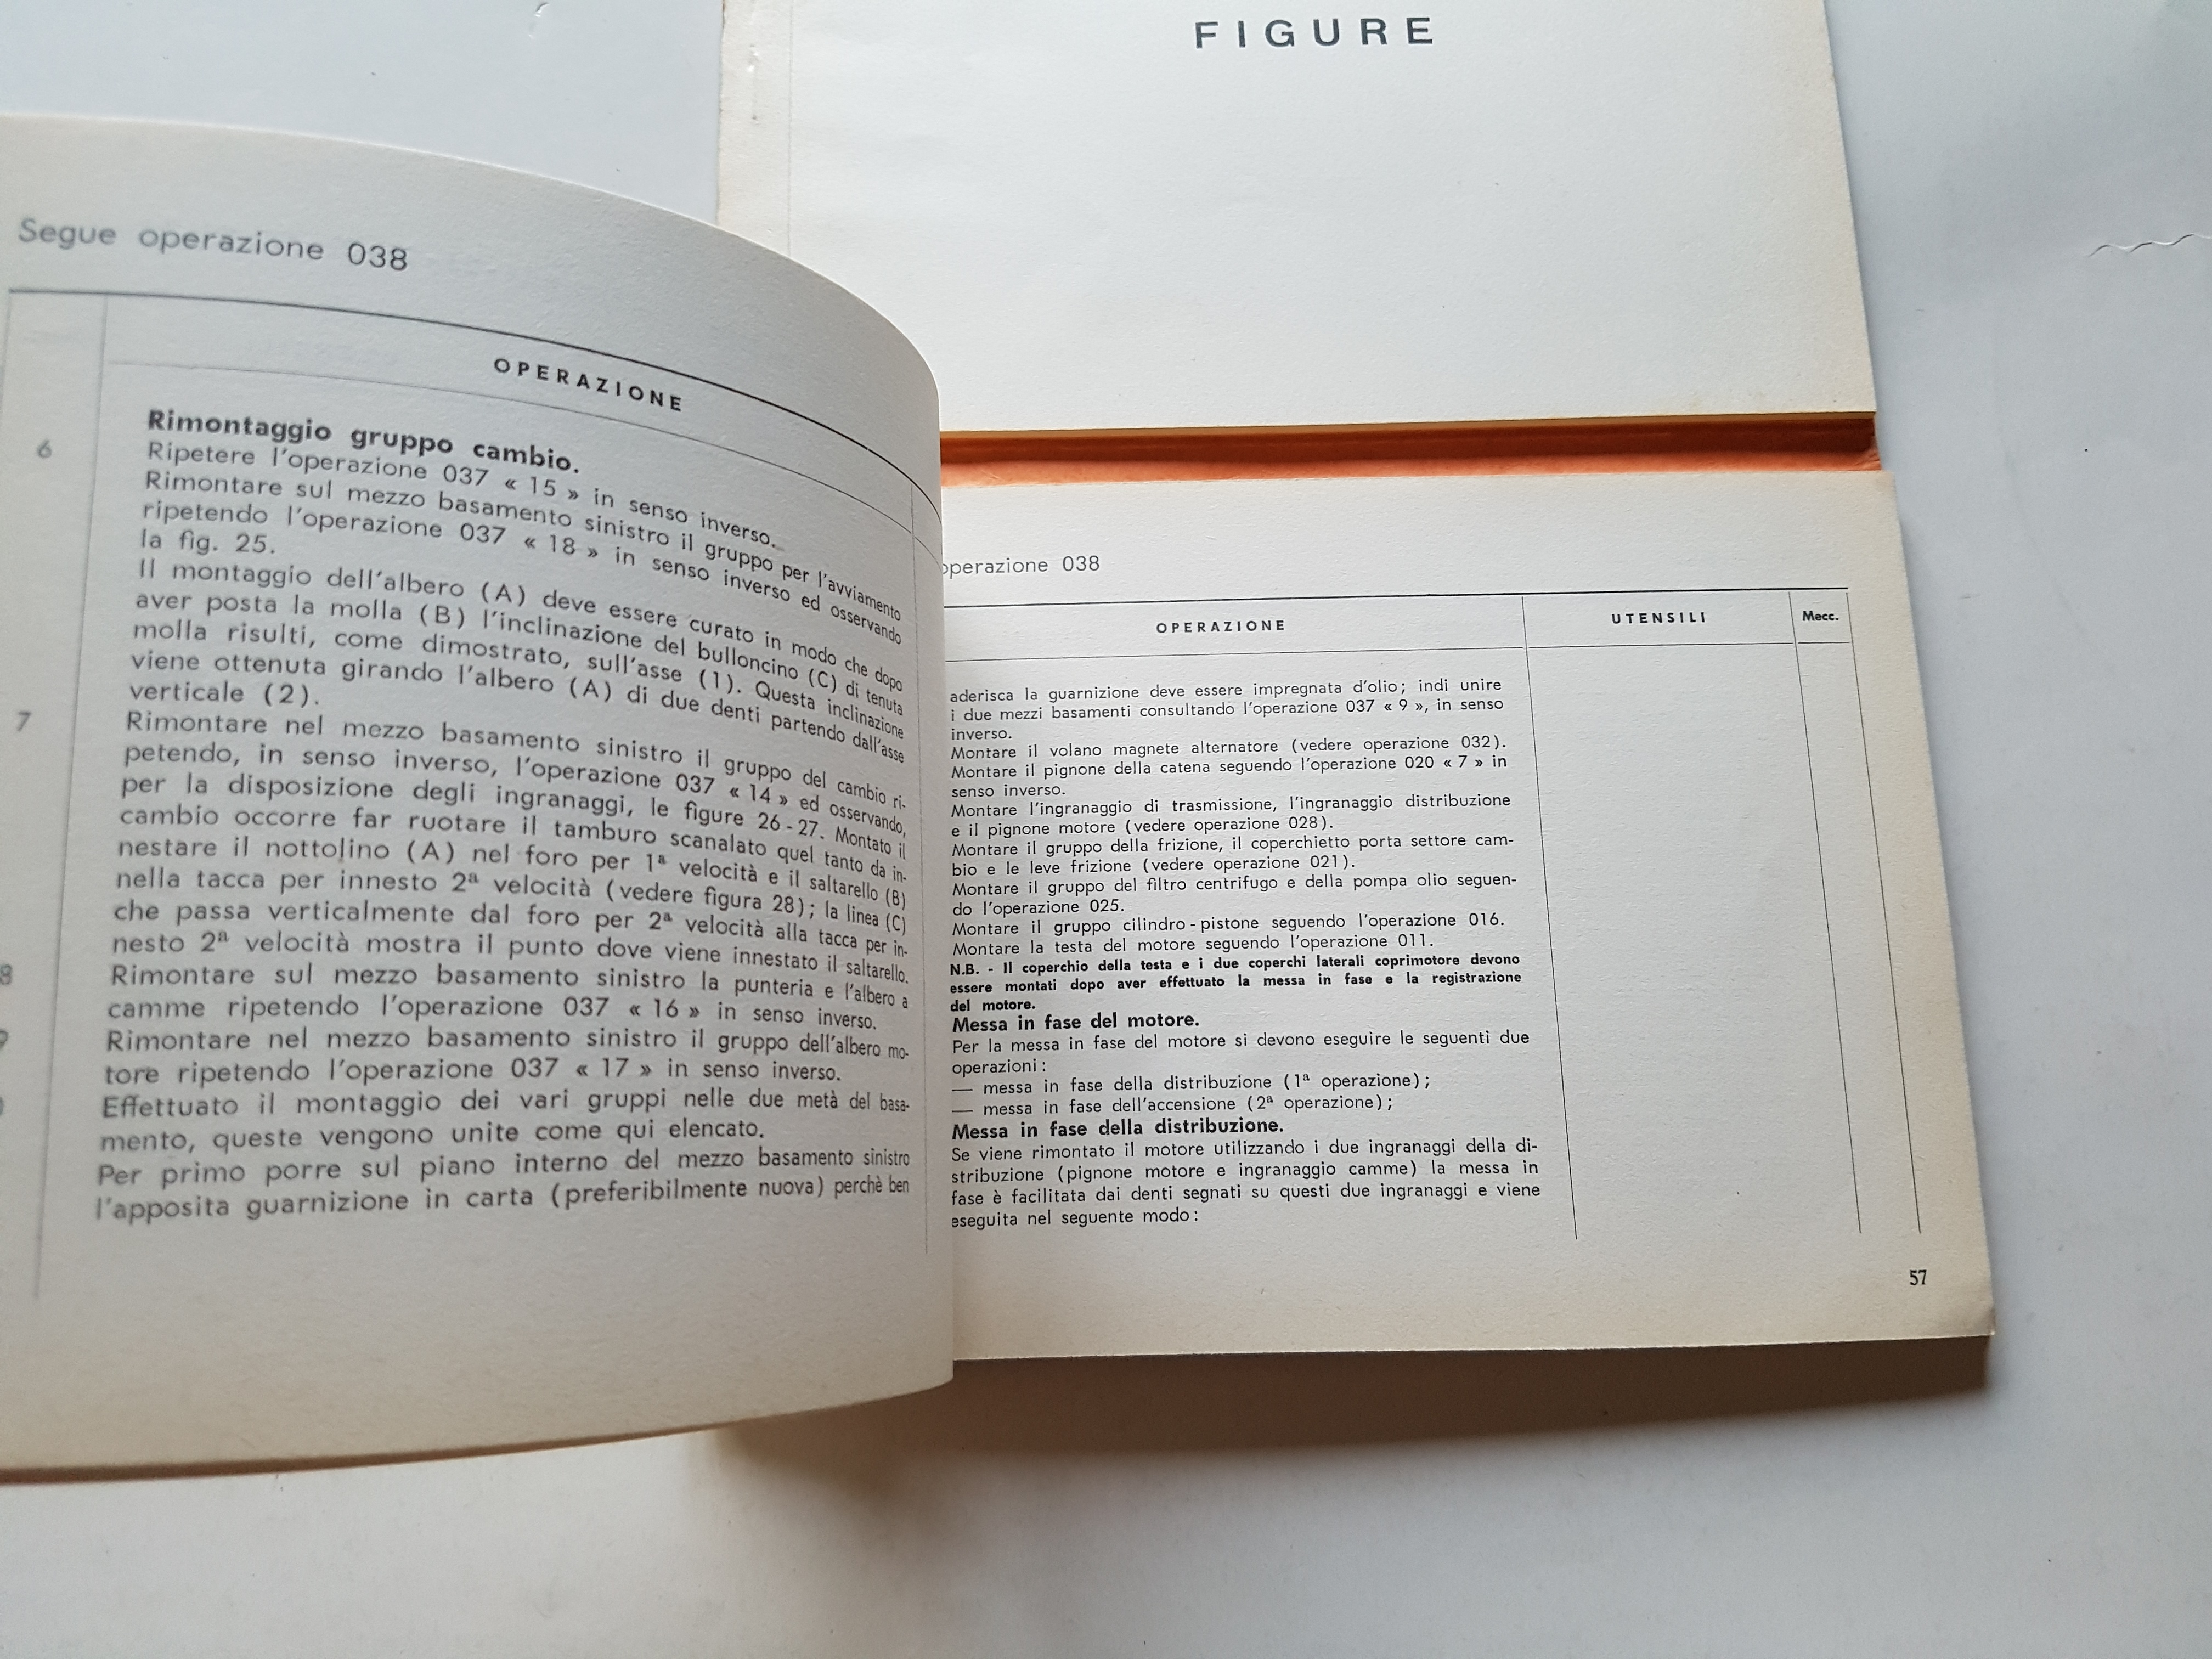 FIGURE
Segue operazione 038
OPERAZIONE
Rimontaggio gruppo cambio.
6 Ripetere l'operazione 037 « 15 » in senso inverso.
Rimontare sul mezzo basamento sinistro il gruppo per l'avviamento
ripetendo l'operazione 037 « 18 » in senso inverso ed osservando
la fig. 25.
Il montaggio dell'albero (A) deve essere curato in modo che dopo
aver posta la molla (B) l'inclinazione del bulloncino (C) di tenuta
molla risulti, come dimostrato, sull'asse (1). Questa inclinazione
viene ottenuta girando l'albero (A) di due denti partendo dall'asse
verticale (2).
7 Rimontare nel mezzo basamento sinistro il gruppo del cambio ri-
petendo, in senso inverso, l'operazione 037 « 14 » ed osservando,
per la disposizione degli ingranaggi, le figure 26-27. Montato il
cambio occorre far ruotare il tamburo scanalato quel tanto da in-
nestare il nottolino (A) nel foro per 1ª velocità e il saltarello (B)
nella tacca per innesto 2ª velocità (vedere figura 28); la linea (C)
che passa verticalmente dal foro per 2ª velocità alla tacca per in-
nesto 2ª velocità mostra il punto dove viene innestato il saltarello.
8 Rimontare sul mezzo basamento sinistro la punteria e l'albero a
camme ripetendo l'operazione 037 « 16 » in senso inverso.
Rimontare nel mezzo basamento sinistro il gruppo dell'albero mo-
tore ripetendo l'operazione 037 « 17 » in senso inverso.
Effettuato il montaggio dei vari gruppi nelle due metà del basa-
mento, queste vengono unite come qui elencato.
Per primo porre sul piano interno del mezzo basamento sinistro
l'apposita guarnizione in carta (preferibilmente nuova) perchè ben
operazione 038
OPERAZIONE UTENSILI Mecc.
aderisca la guarnizione deve essere impregnata d'olio; indi unire
i due mezzi basamenti consultando l'operazione 037 « 9 », in senso
inverso.
Montare il volano magnete alternatore (vedere operazione 032).
Montare il pignone della catena seguendo l'operazione 020 « 7 » in
senso inverso.
Montare l'ingranaggio di trasmissione, l'ingranaggio distribuzione
e il pignone motore (vedere operazione 028).
Montare il gruppo della frizione, il coperchietto porta settore cam-
bio e le leve frizione (vedere operazione 021).
Montare il gruppo del filtro centrifugo e della pompa olio seguen-
do l'operazione 025.
Montare il gruppo cilindro-pistone seguendo l'operazione 016.
Montare la testa del motore seguendo l'operazione 011.
N.B. - Il coperchio della testa e i due coperchi laterali coprimotore devono
essere montati dopo aver effettuato la messa in fase e la registrazione
del motore.
Messa in fase del motore.
Per la messa in fase del motore si devono eseguire le seguenti due
operazioni:
— messa in fase della distribuzione (1ª operazione);
— messa in fase dell'accensione (2ª operazione);
Messa in fase della distribuzione.
Se viene rimontato il motore utilizzando i due ingranaggi della di-
stribuzione (pignone motore e ingranaggio camme) la messa in
fase è facilitata dai denti segnati su questi due ingranaggi e viene
eseguita nel seguente modo:
57